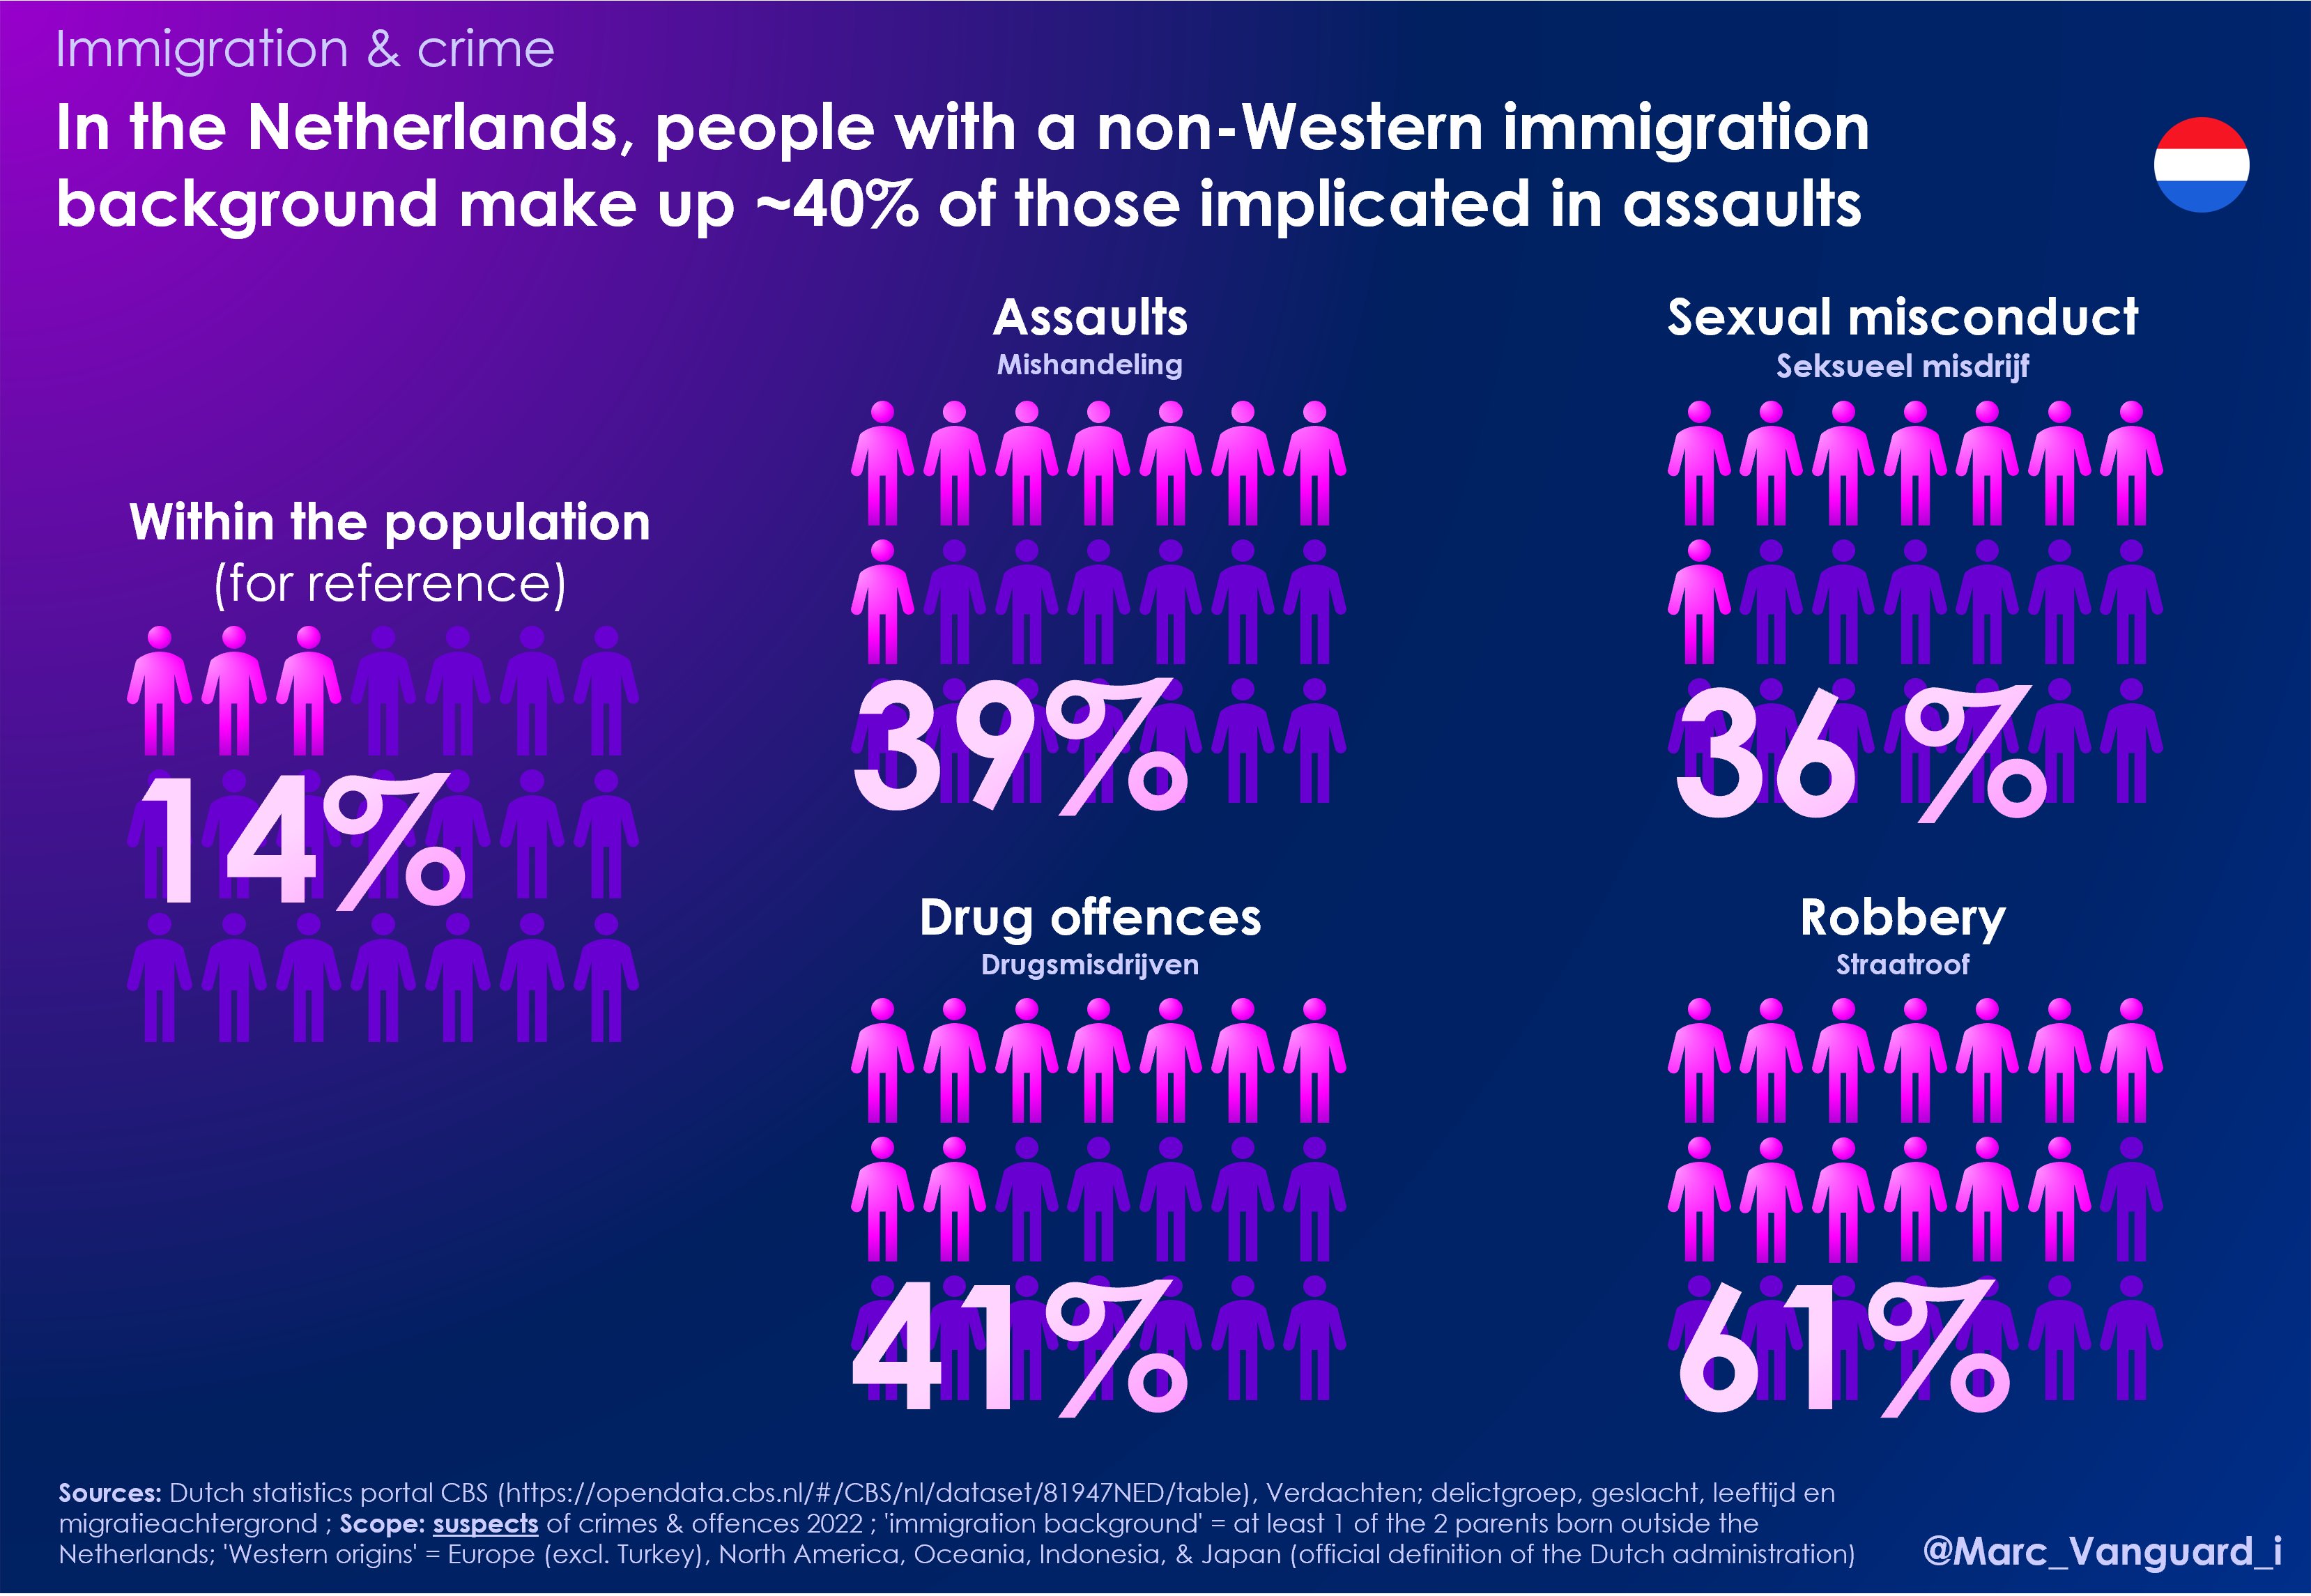 Immigration & crime
In the Netherlands, people with a non-Western immigration
background make up ~40% of those implicated in assaults
Within the population
(for reference)
14%
Assaults
Mishandeling
39%
Sexual misconduct
Seksueel misdrijf
36 %
Drug offences
Drugsmisdrijven
41%
Robbery
Straatroof
61%
Sources: Dutch statistics portal CBS (https://opendata.cbs.nl/#/CBS/nl/dataset/81947NED/table), Verdachten; delictgroep, geslacht, leeftijd en
migratieachtergrond ; Scope: suspects of crimes & offences 2022 ; 'immigration background' = at least 1 of the 2 parents born outside the
Netherlands; 'Western origins' = Europe (excl. Turkey), North America, Oceania, Indonesia, & Japan (official definition of the Dutch administration)
@Marc_Vanguard_i